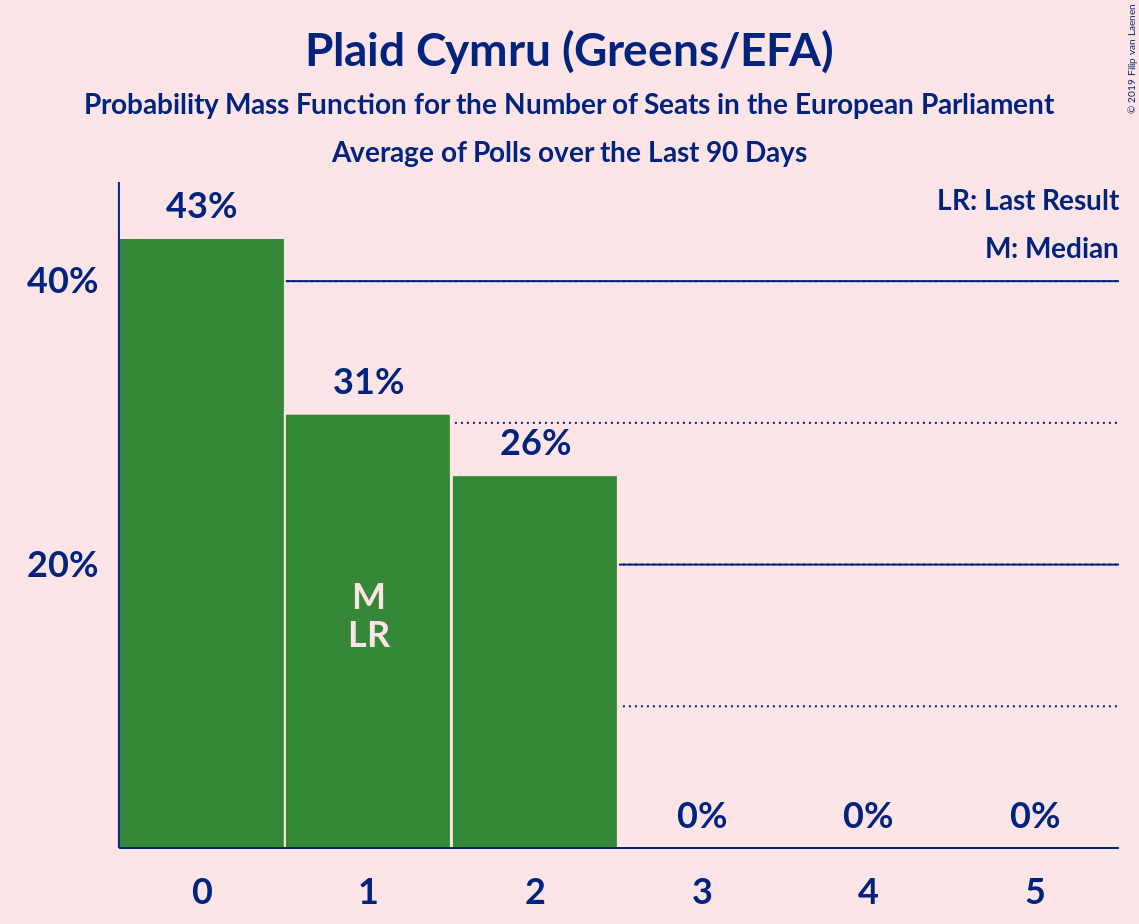 Plaid Cymru (Greens/EFA)
Probability Mass Function for the Number of Seats in the European Parliament
Average of Polls over the Last 90 Days
© 2019 Filip van Laenen
LR: Last Result
M: Median
43%
40%
31%
26%
20%
M
LR
0%
0%
0%
0
1
2
3
4
5